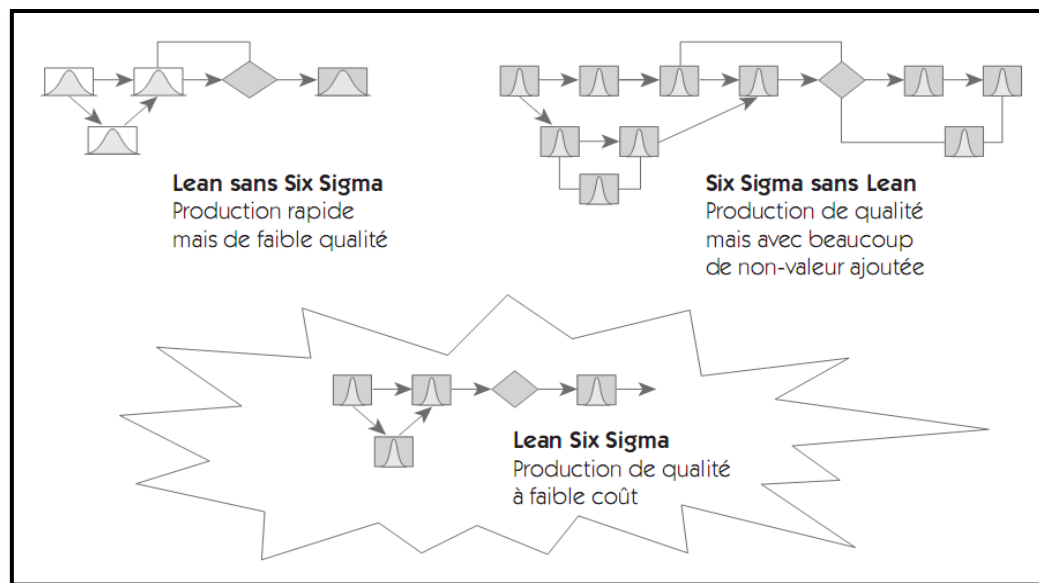 Lean sans Six Sigma
Production rapide
mais de faible qualité
Six Sigma sans Lean
Production de qualité
mais avec beaucoup
de non-valeur ajoutée
Lean Six Sigma
Production de qualité
à faible coût